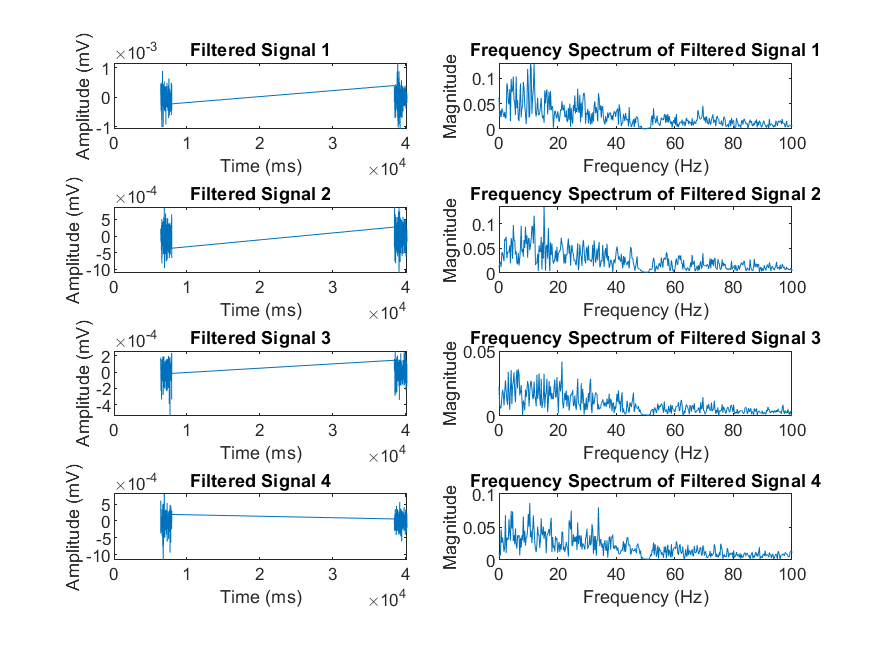 ×10⁻³
Filtered Signal 1
Amplitude (mV)
1
0
-1
0 1 2 3 4
Time (ms)
×10⁴
Frequency Spectrum of Filtered Signal 1
Magnitude
0.1
0.05
0
0 20 40 60 80 100
Frequency (Hz)
×10⁻⁴
Filtered Signal 2
Amplitude (mV)
5
0
-5
-10
0 1 2 3 4
Time (ms)
×10⁴
Frequency Spectrum of Filtered Signal 2
Magnitude
0.1
0.05
0
0 20 40 60 80 100
Frequency (Hz)
×10⁻⁴
Filtered Signal 3
Amplitude (mV)
2
0
-2
-4
0 1 2 3 4
Time (ms)
×10⁴
Frequency Spectrum of Filtered Signal 3
Magnitude
0.05
0
0 20 40 60 80 100
Frequency (Hz)
×10⁻⁴
Filtered Signal 4
Amplitude (mV)
5
0
-5
-10
0 1 2 3 4
Time (ms)
×10⁴
Frequency Spectrum of Filtered Signal 4
Magnitude
0.1
0.05
0
0 20 40 60 80 100
Frequency (Hz)